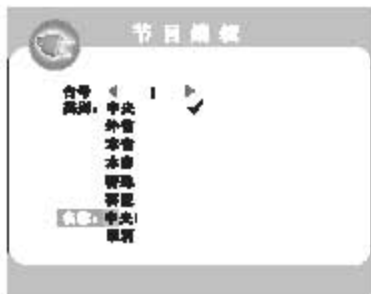 节目编辑
台号 ◀ 1 ▶
类别：中央 ✔
外省
本省
本市
名称：中央1